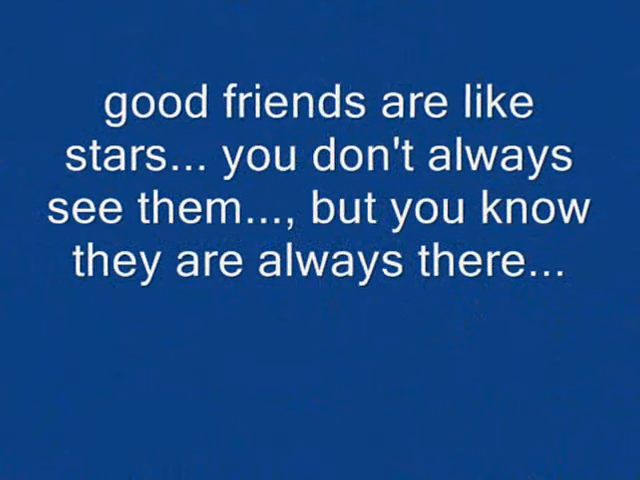 good friends are like
stars... you don't always
see them..., but you know
they are always there...